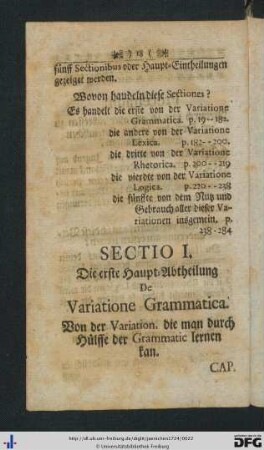 ) 18 (
fünff Sectionibus oder Haupt-Eintheilungen
gezeiget werden.
Wovon handeln diese Sectiones?
Es handelt die erste von der Variatione
Grammatica. p. 19--182.
die andere von der Variatione
Lexica. p. 182--200.
die dritte von der Variatione
Rhetorica. p. 200--219
die vierdte von der Variatione
Logica. p. 220--238
die fünffte von dem Nutz und
Gebrauch aller dieser Va-
riationen insgemein. p.
238-284
SECTIO I.
Die erste Haupt-Abtheilung
De
Variatione Grammatica.
Von der Variation, die man durch
Hülffe der Grammatic lernen
kan.
CAP.
http://dl.ub.uni-freiburg.de/diglit/paeninches1724/0022
Universitätsbibliothek Freiburg
gefördert durch
DFG